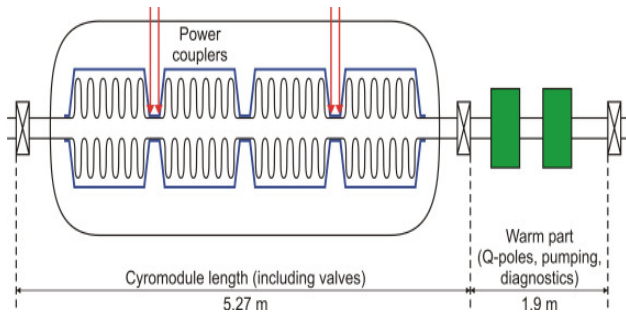 Power
couplers
Warm part
(Q-poles, pumping,
diagnostics)
Cyromodule length (including valves)
5.27 m
1.9 m